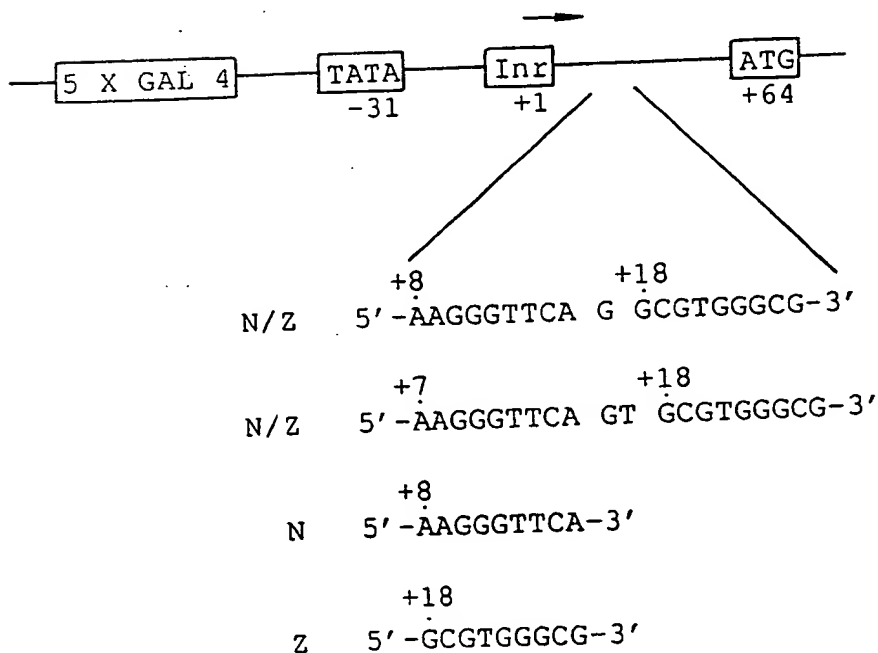 5 X GAL 4 TATA Inr ATG
-31 +1 +64
+8 +18
N/Z 5'-AAGGGTTCA G GCGTGGGCG-3'
+7 +18
N/Z 5'-AAGGGTTCA GT GCGTGGGCG-3'
+8
N 5'-AAGGGTTCA-3'
+18
Z 5'-GCGTGGGCG-3'